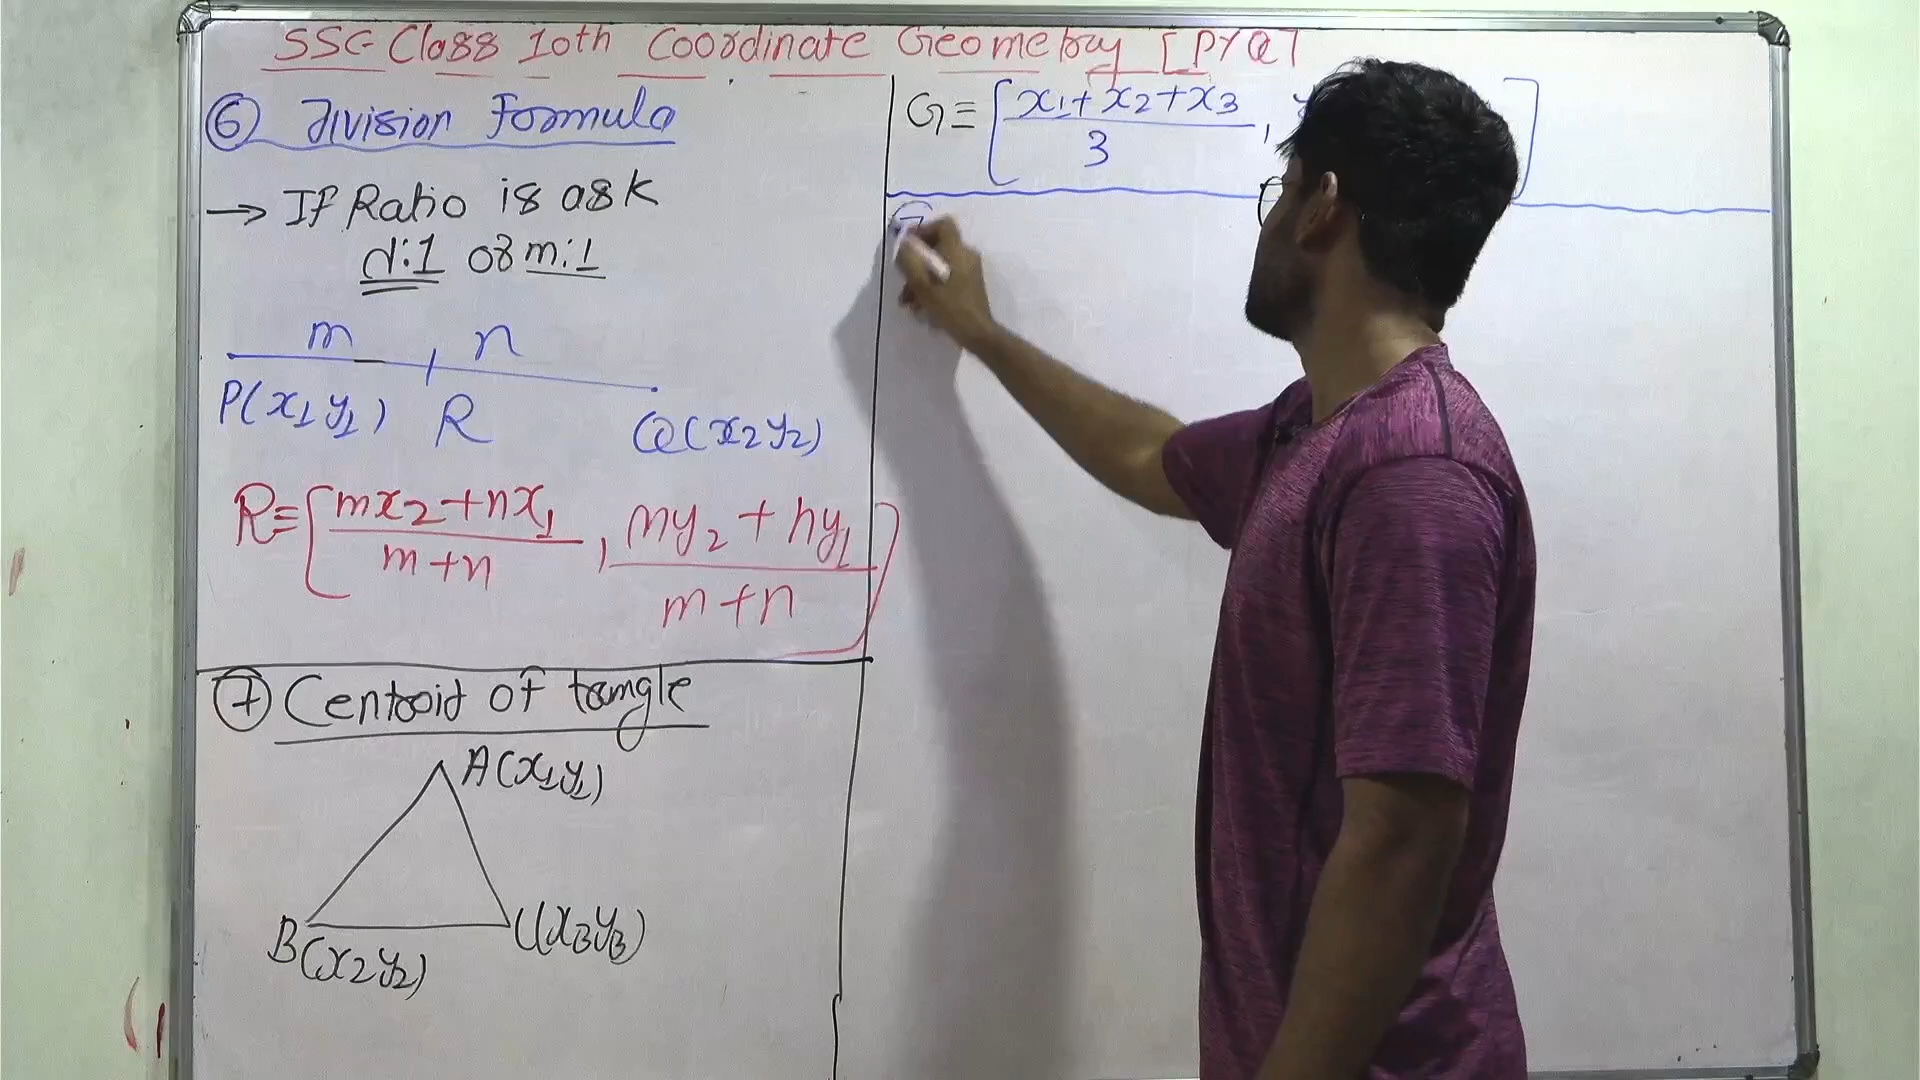 SSC Class 10th Coordinate Geometry [PYQ]
⑥ Division Formula
→ If Ratio is ask
d:1 or m:1
m n
P(x1 y1) R Q(x2 y2)
R≡[mx2+nx1/m+n, my2+ny1/m+n]
⑦ Centroid of tringle
A(x1 y1)
B(x2 y2) C(x3 y3)
G≡[x1+x2+x3/3,